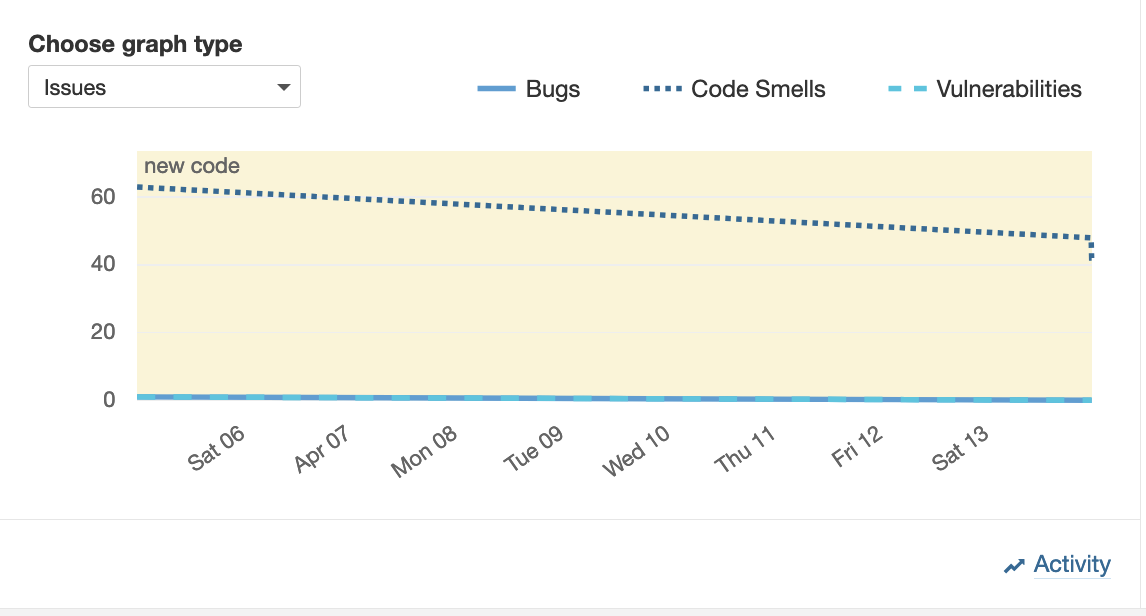 Choose graph type
Issues
Bugs
Code Smells
Vulnerabilities
new code
60
40
20
0
Sat 06
Apr 07
Mon 08
Tue 09
Wed 10
Thu 11
Fri 12
Sat 13
Activity